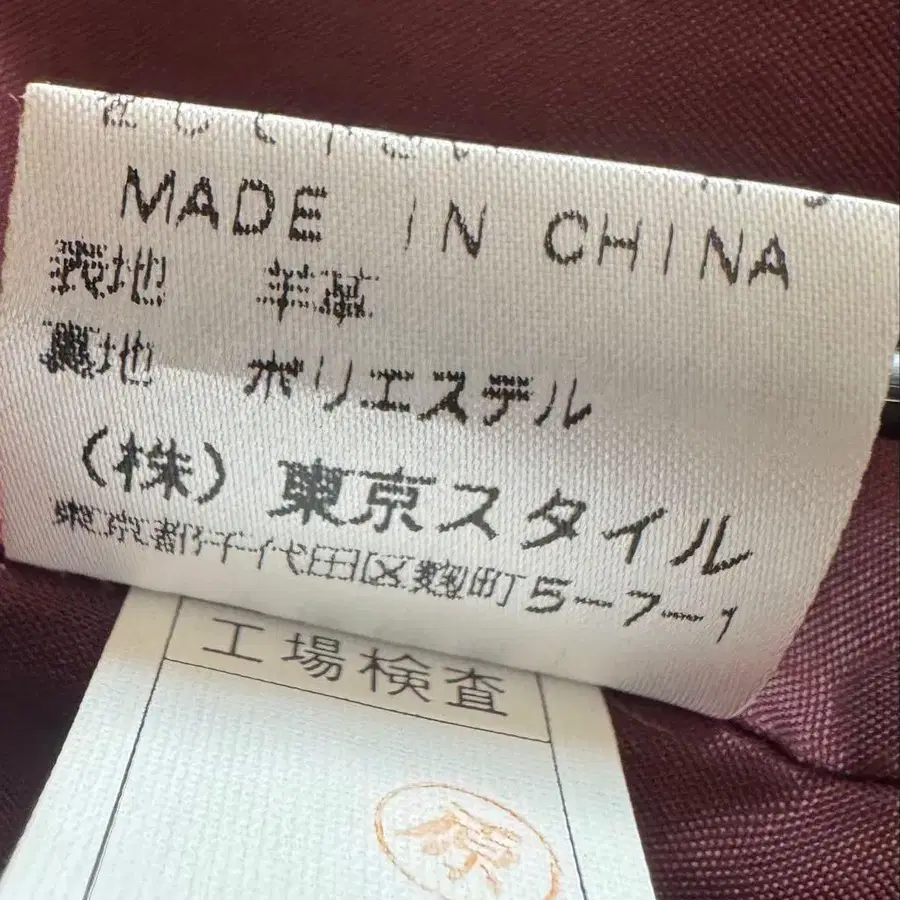 MADE IN CHINA
表地 羊革
裏地 ポリエステル
(株) 東京スタイル
東京都千代田区麹町5-7-1
工場検査